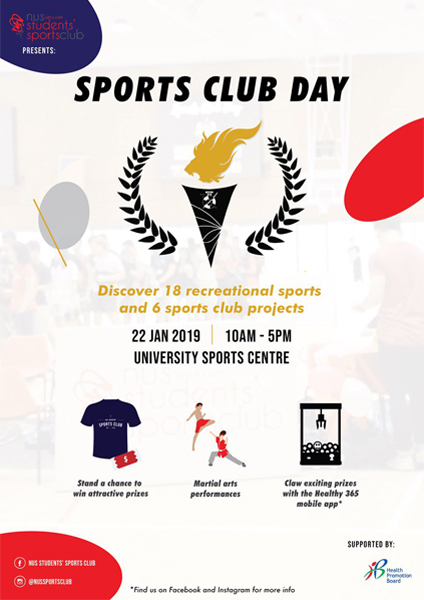 nus
students'
sportsclub
PRESENTS:
SPORTS CLUB DAY
Discover 18 recreational sports
and 6 sports club projects
22 JAN 2019 | 10AM - 5PM
UNIVERSITY SPORTS CENTRE
SPORTS CLUB
Stand a chance to
win attractive prizes
Martial arts
performances
Claw exciting prizes
with the Healthy 365
mobile app*
NUS STUDENTS' SPORTS CLUB
@NUSSPORTSCLUB
*Find us on Facebook and Instagram for more info
SUPPORTED BY:
Health
Promotion
Board